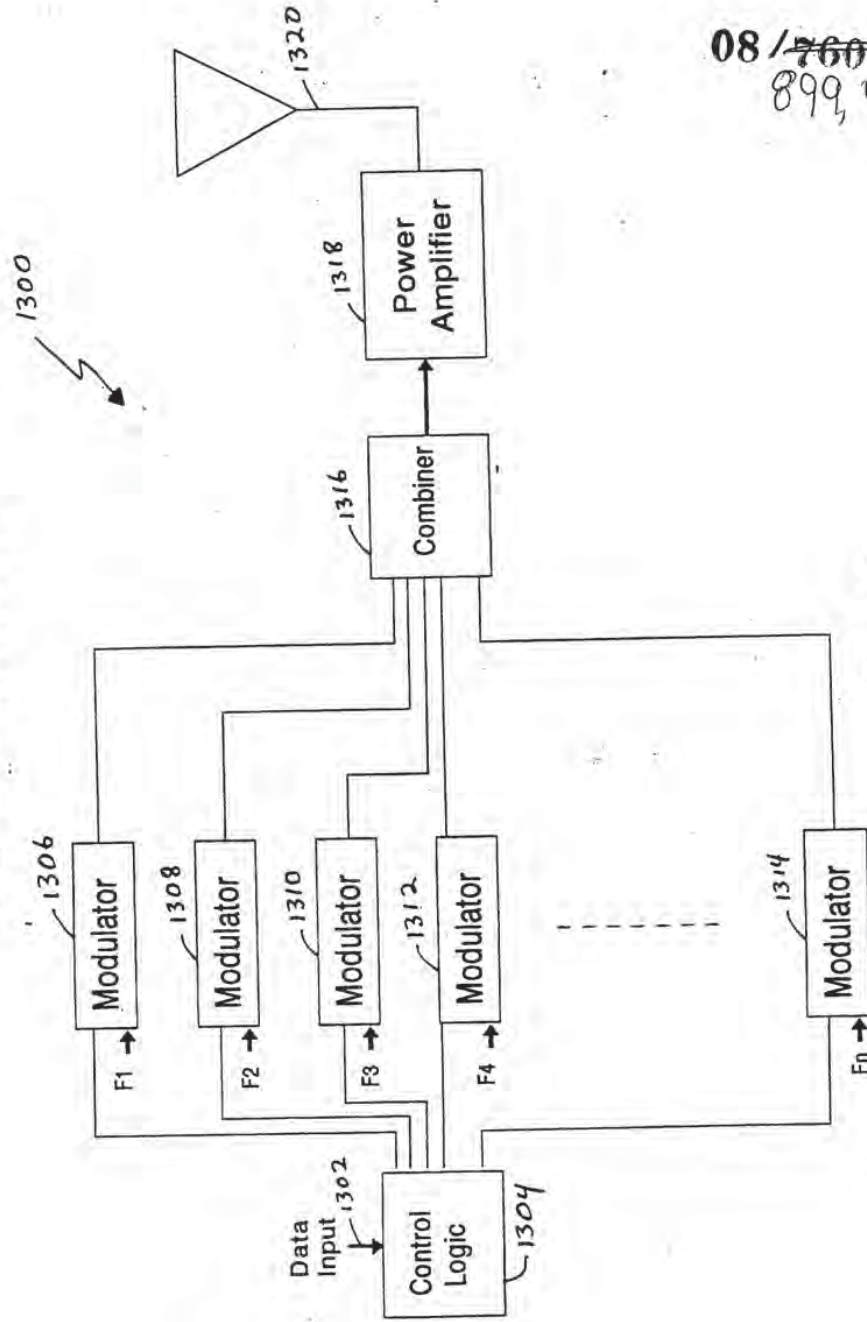 1300
1320
1306
Modulator
F1
1308
Modulator
F2
1310
Modulator
F3
1312
Modulator
F4
1314
Modulator
Fn
Data
Input
1302
Control
Logic
1304
1316
Combiner
1318
Power
Amplifier
08/760
899,